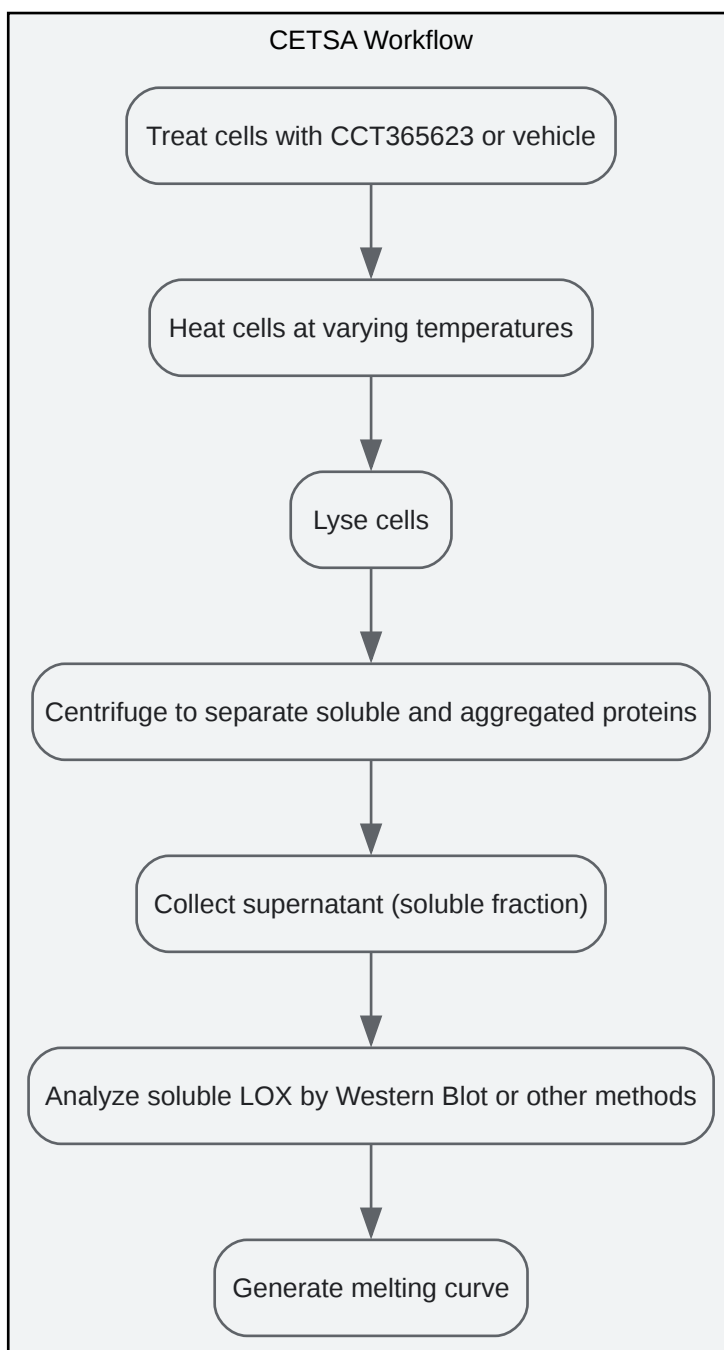 CETSA Workflow
Treat cells with CCT365623 or vehicle
Heat cells at varying temperatures
Lyse cells
Centrifuge to separate soluble and aggregated proteins
Collect supernatant (soluble fraction)
Analyze soluble LOX by Western Blot or other methods
Generate melting curve